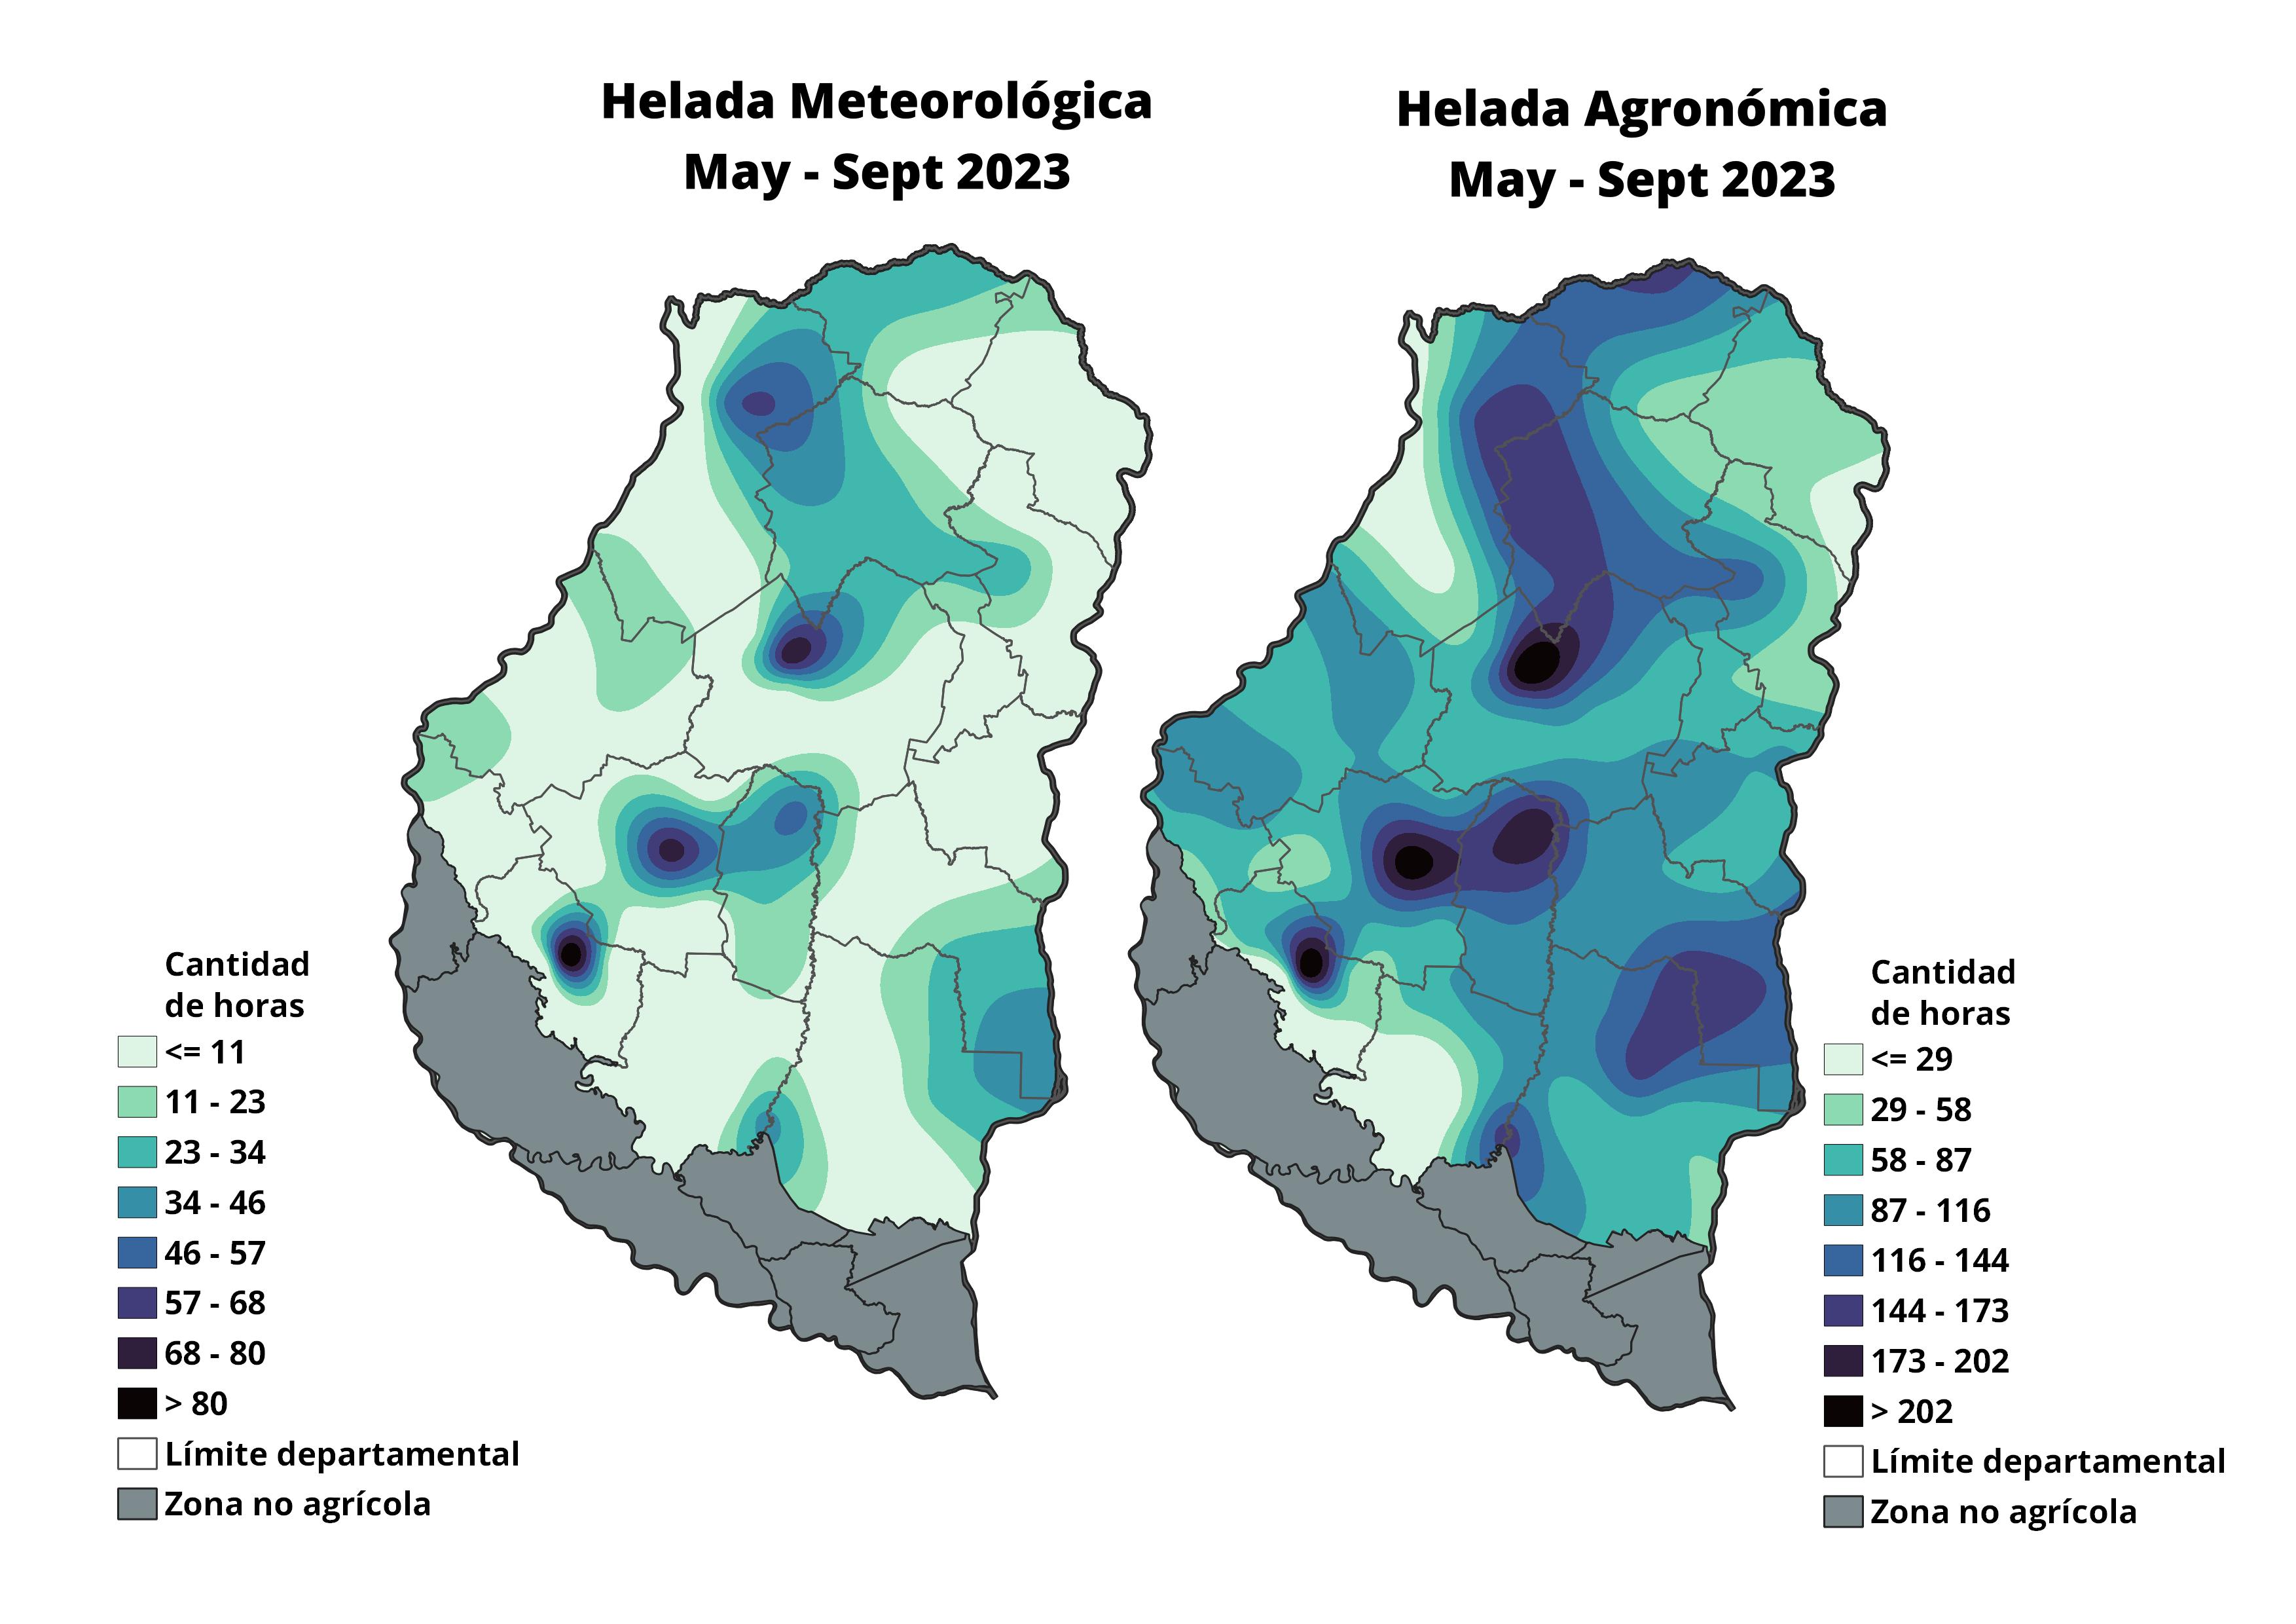 Helada Meteorológica
May - Sept 2023
Helada Agronómica
May - Sept 2023
Cantidad
de horas
<= 11
11 - 23
23 - 34
34 - 46
46 - 57
57 - 68
68 - 80
> 80
Límite departamental
Zona no agrícola
Cantidad
de horas
<= 29
29 - 58
58 - 87
87 - 116
116 - 144
144 - 173
173 - 202
> 202
Límite departamental
Zona no agrícola